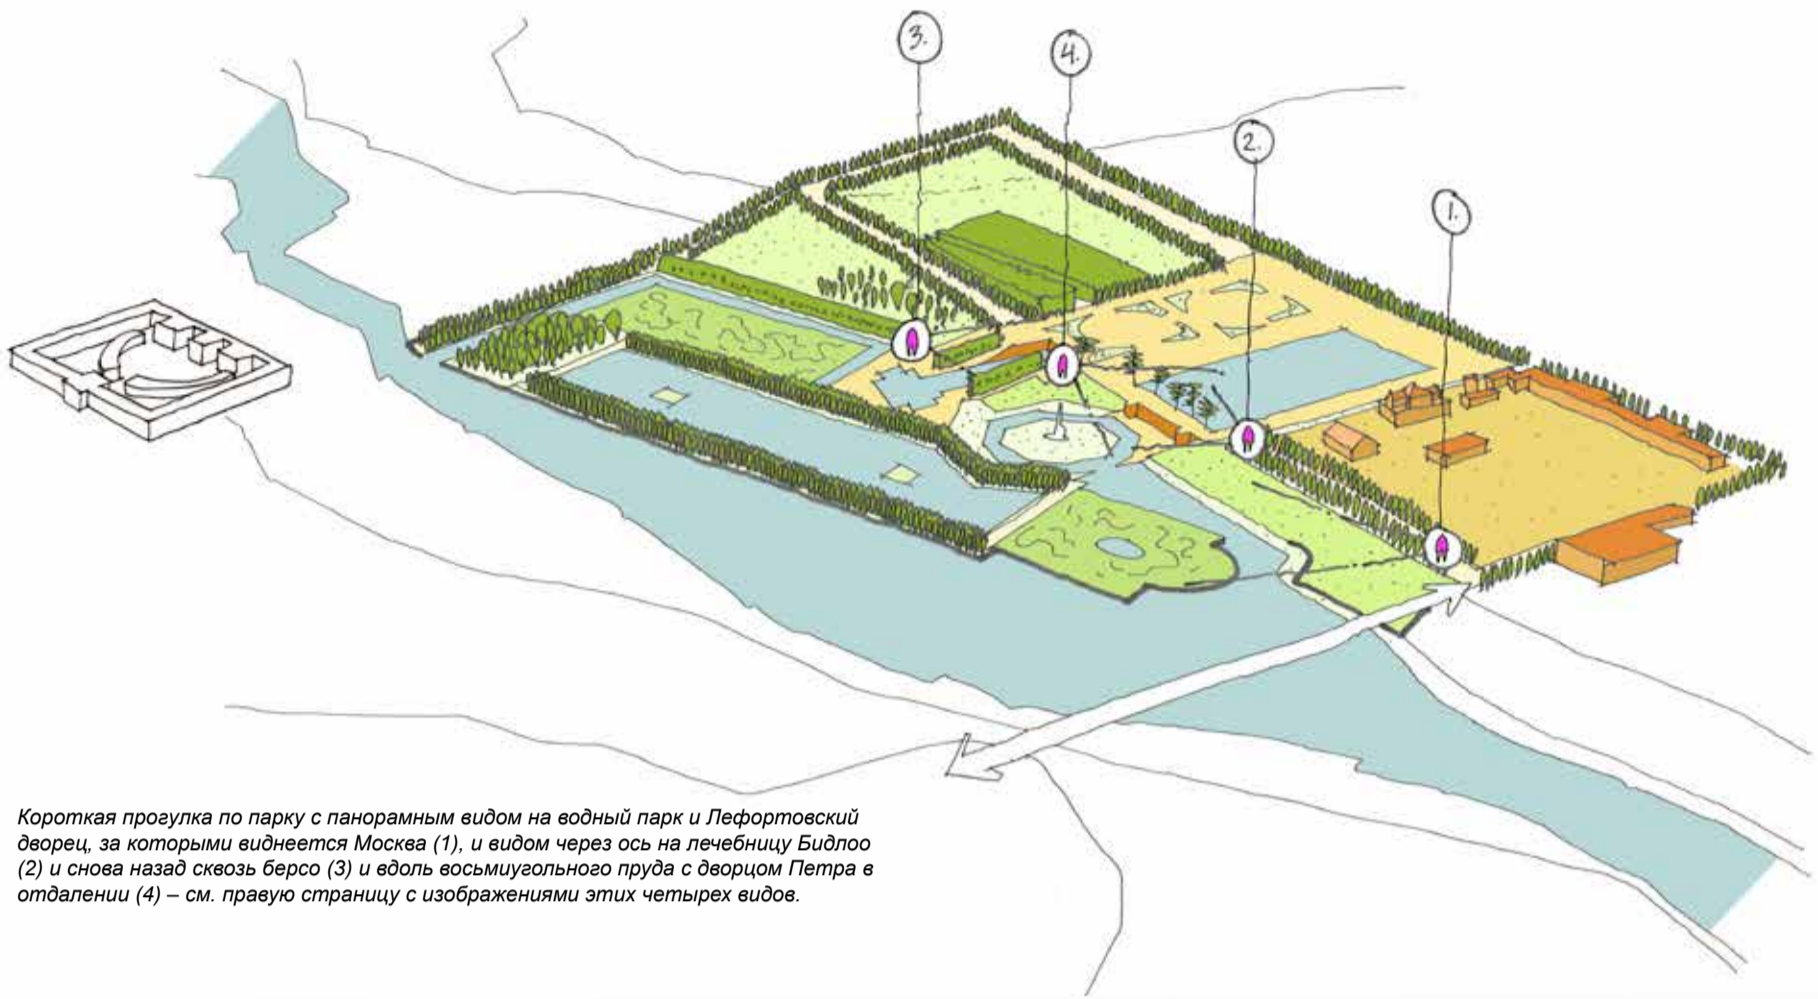 3.
4.
2.
1.
Короткая прогулка по парку с панорамным видом на водный парк и Лефортовский
дворец, за которыми виднеется Москва (1), и видом через ось на лечебницу Бидлоо
(2) и снова назад сквозь берсо (3) и вдоль восьмиугольного пруда с дворцом Петра в
отдалении (4) – см. правую страницу с изображениями этих четырех видов.